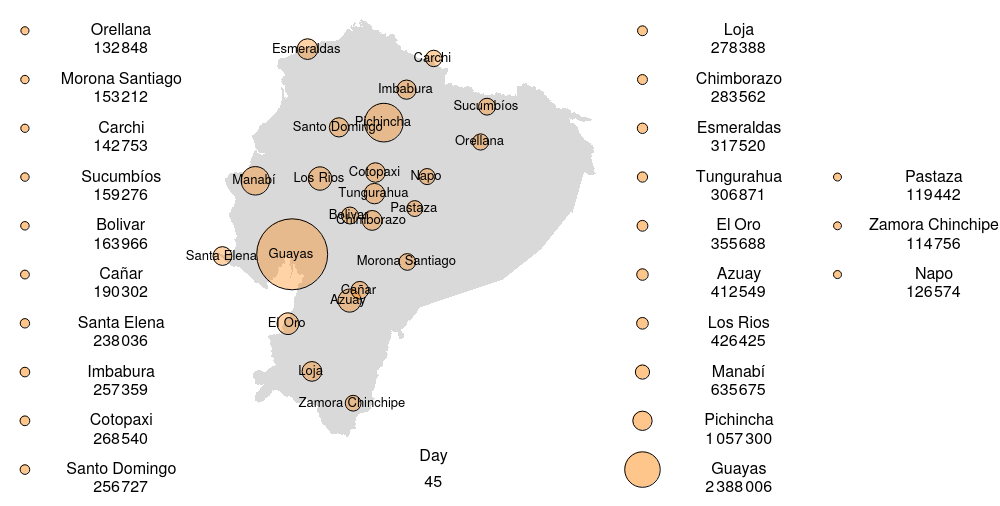 Orellana
132848
Morona Santiago
153212
Carchi
142753
Sucumbíos
159276
Bolivar
163966
Cañar
190302
Santa Elena
238036
Imbabura
257359
Cotopaxi
268540
Santo Domingo
256727
Esmeraldas
Carchi
Imbabura
Sucumbíos
Pichincha
Santo Domingo
Orellana
Cotopaxi
Napo
Manabí
Los Rios
Tungurahua
Pastaza
Bolivar
Chimborazo
Santa Elena
Guayas
Morona Santiago
Cañar
Azuay
El Oro
Loja
Zamora Chinchipe
Day
45
Loja
278388
Chimborazo
283562
Esmeraldas
317520
Tungurahua
306871
El Oro
355688
Azuay
412549
Los Rios
426425
Manabí
635675
Pichincha
1057300
Guayas
2388006
Pastaza
119442
Zamora Chinchipe
114756
Napo
126574